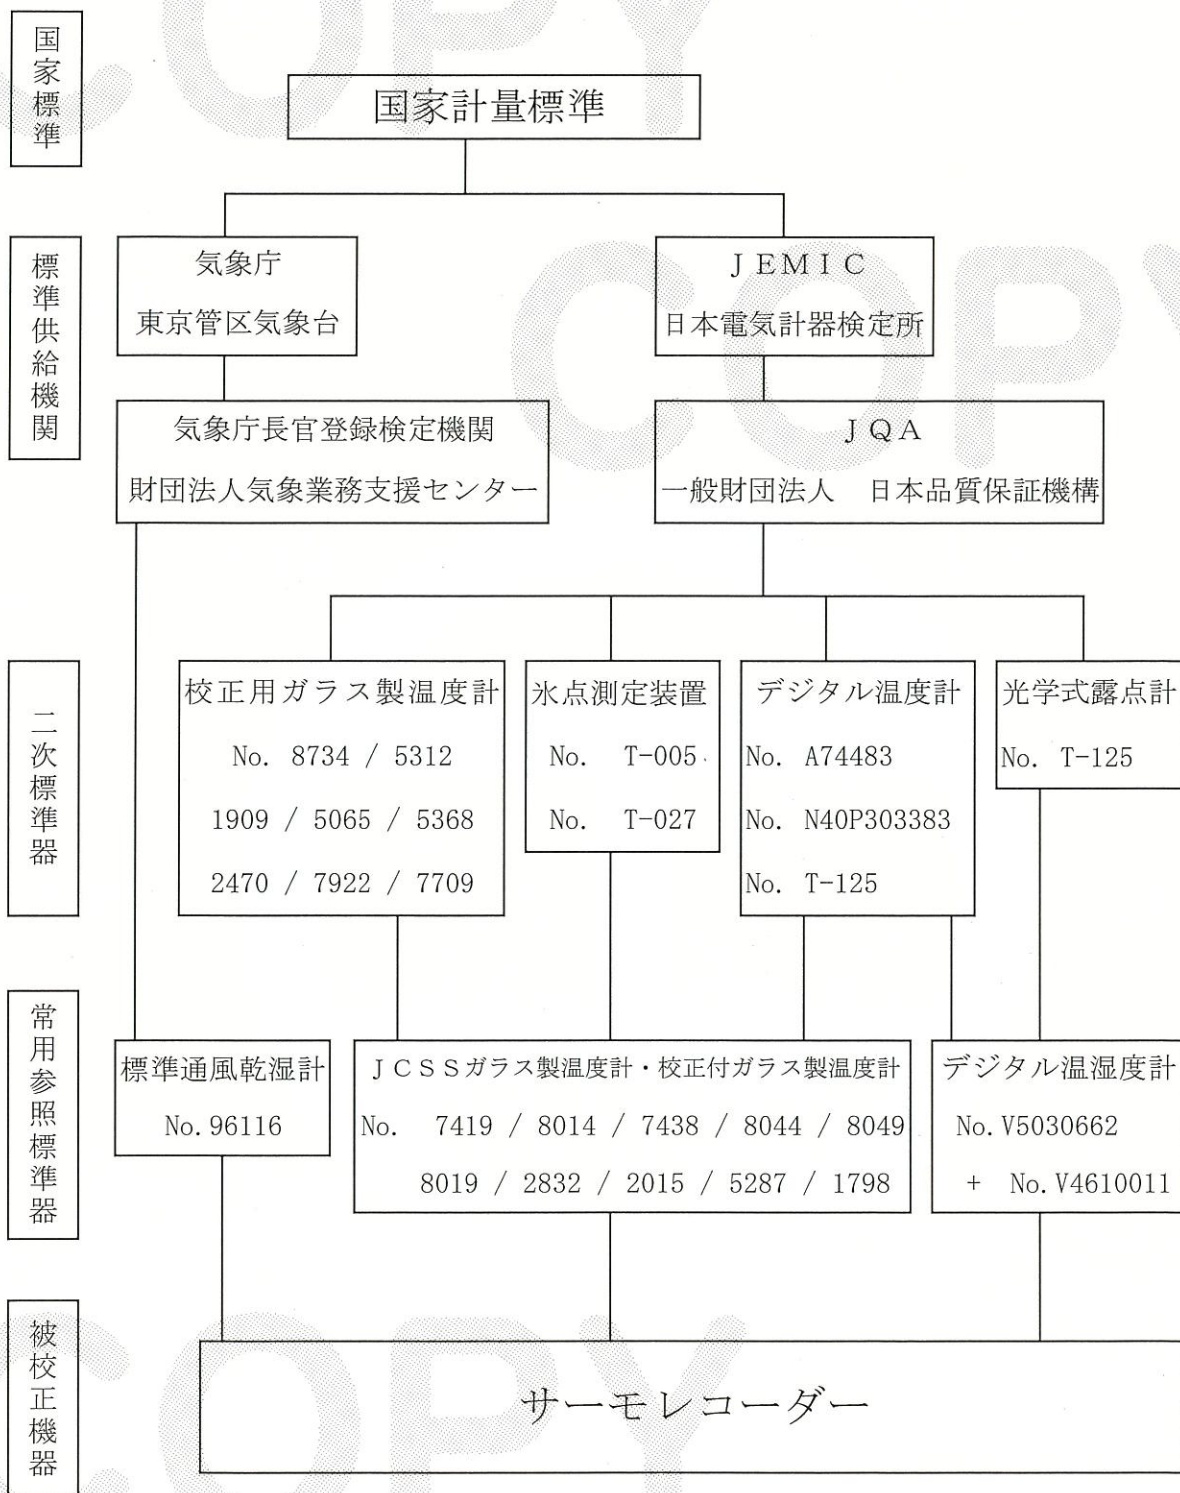 国家標準
国家計量標準
標準供給機関
気象庁
東京管区気象台
ＪＥＭＩＣ
日本電気計器検定所
気象庁長官登録検定機関
財団法人気象業務支援センター
ＪＱＡ
一般財団法人　日本品質保証機構
二次標準器
校正用ガラス製温度計
No. 8734 / 5312
1909 / 5065 / 5368
2470 / 7922 / 7709
氷点測定装置
No. T-005
No. T-027
デジタル温度計
No. A74483
No. N40P303383
No. T-125
光学式露点計
No. T-125
常用参照標準器
標準通風乾湿計
No.96116
ＪＣＳＳガラス製温度計・校正付ガラス製温度計
No. 7419 / 8014 / 7438 / 8044 / 8049
8019 / 2832 / 2015 / 5287 / 1798
デジタル温湿度計
No.V5030662
+ No.V4610011
被校正機器
サーモレコーダー
COPY
COPY
COPY